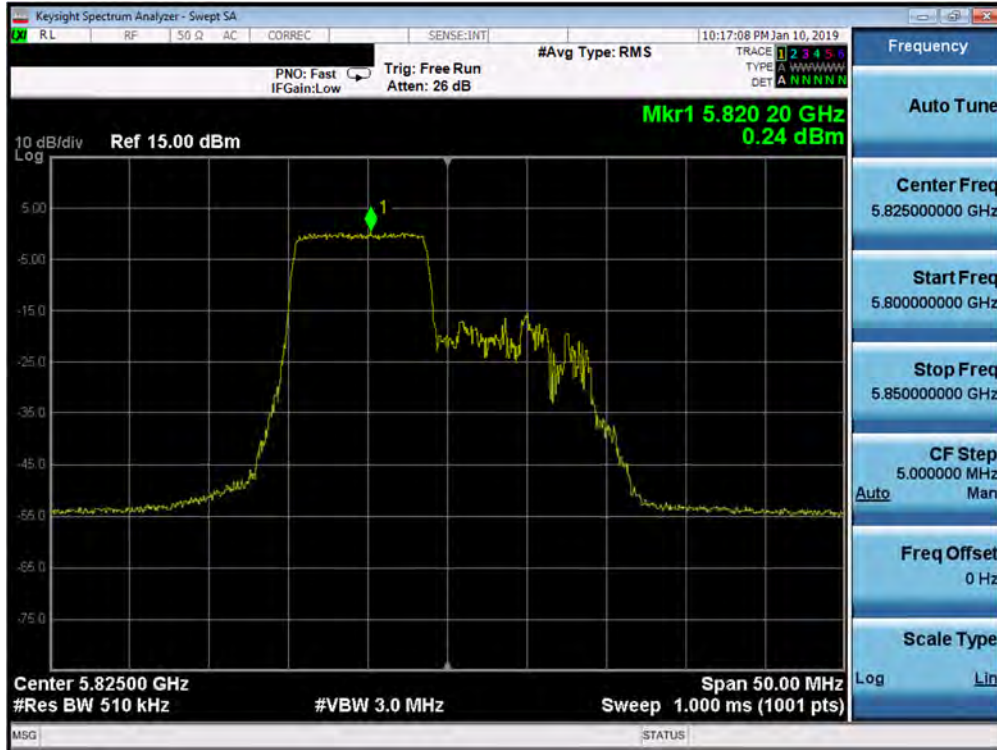 Keysight Spectrum Analyzer - Swept SA
LXI RL RF 50 Ω AC CORREC SENSE:INT 10:17:08 PM Jan 10, 2019
#Avg Type: RMS TRACE 1 2 3 4 5 6
PNO: Fast Trig: Free Run TYPE A WWWWW
IFGain:Low Atten: 26 dB DET A N N N N N
Mkr1 5.820 20 GHz
0.24 dBm
10 dB/div Ref 15.00 dBm
Log
1
5.00
-5.00
-15.0
-25.0
-35.0
-45.0
-55.0
-65.0
-75.0
Center 5.82500 GHz Span 50.00 MHz
#Res BW 510 kHz #VBW 3.0 MHz Sweep 1.000 ms (1001 pts)
MSG STATUS
Frequency
Auto Tune
Center Freq
5.825000000 GHz
Start Freq
5.800000000 GHz
Stop Freq
5.850000000 GHz
CF Step
5.000000 MHz
Auto Man
Freq Offset
0 Hz
Scale Type
Log Lin